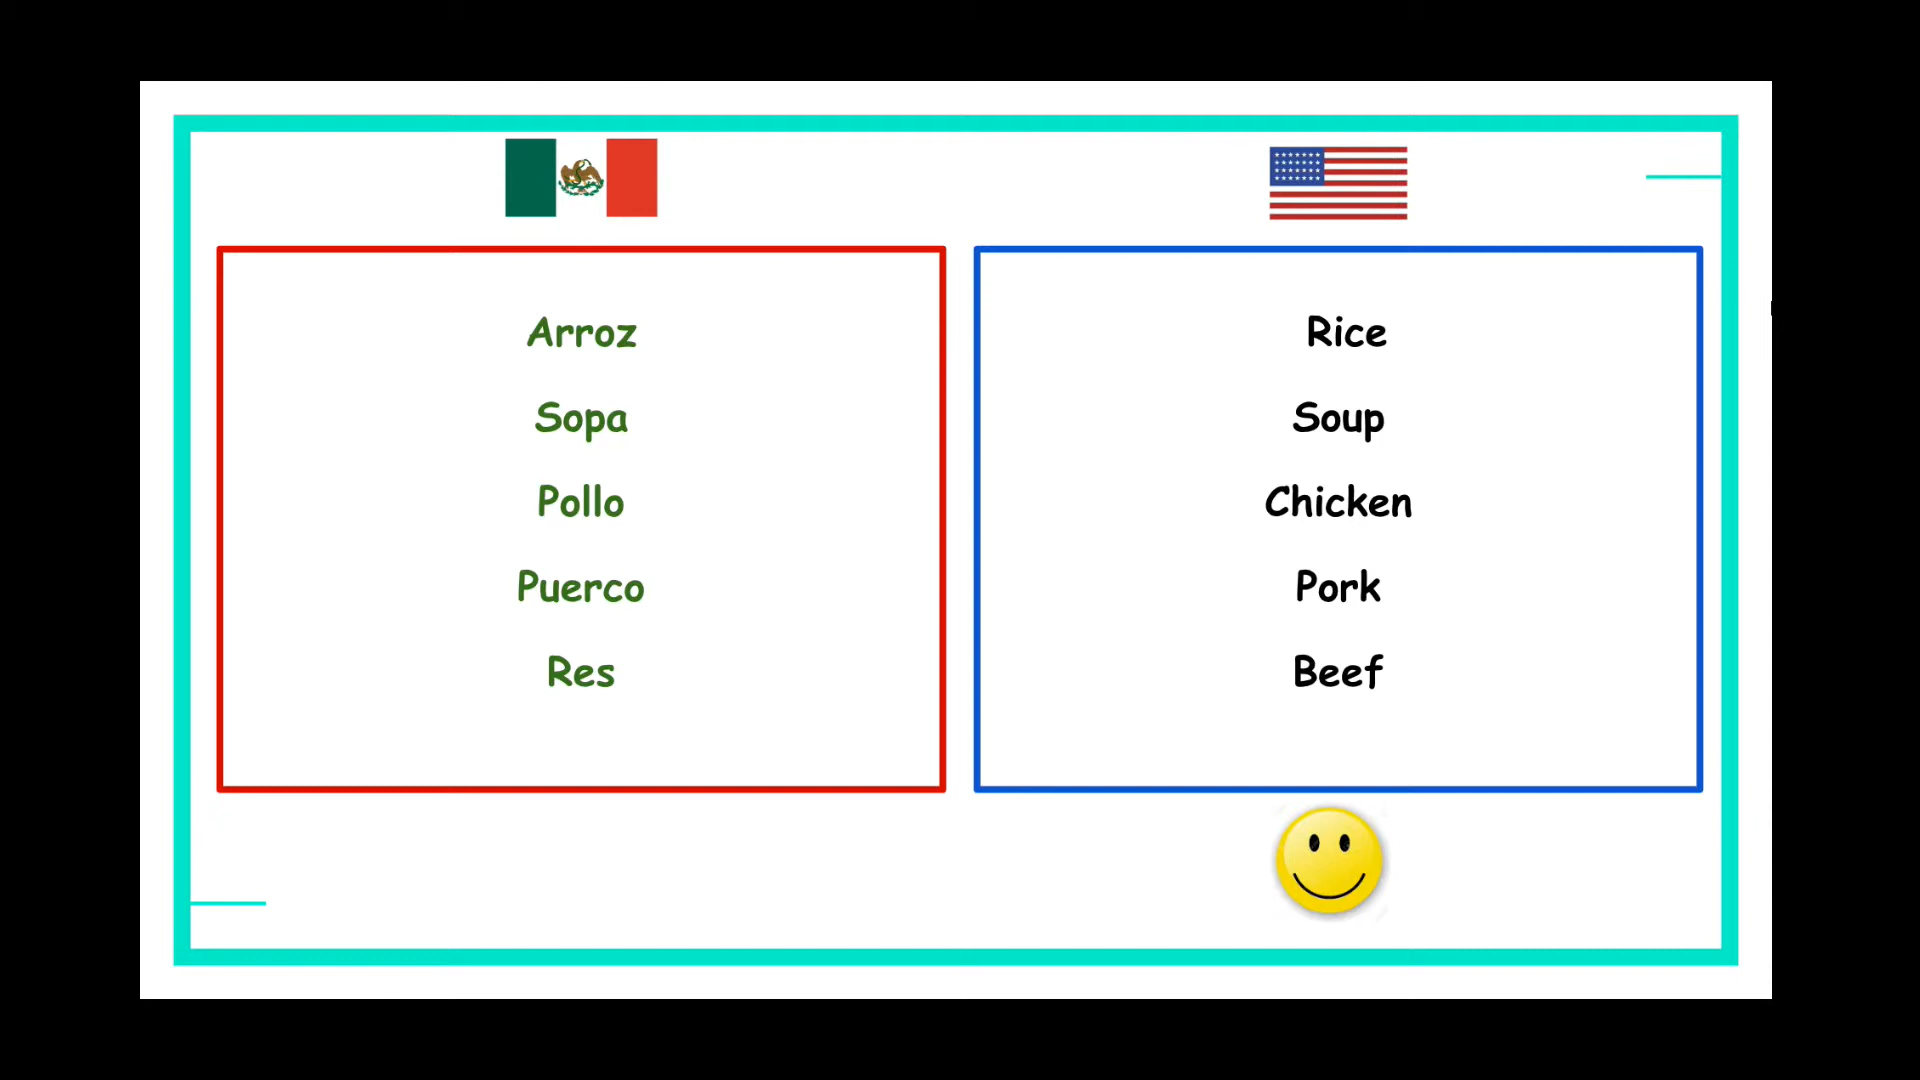 Arroz
Sopa
Pollo
Puerco
Res
Rice
Soup
Chicken
Pork
Beef